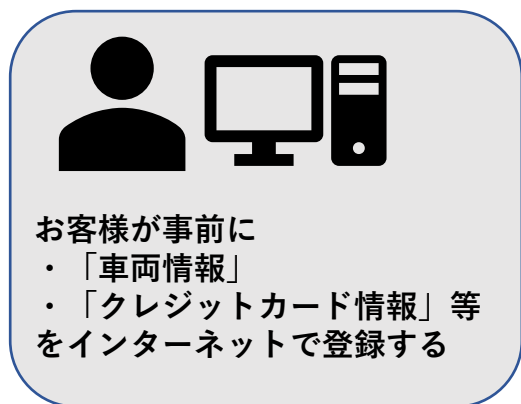 お客様が事前に
・「車両情報」
・「クレジットカード情報」等
をインターネットで登録する